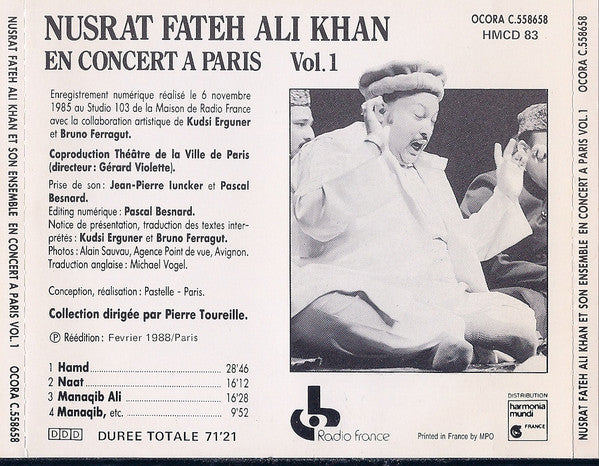 NUSRAT FATEH ALI KHAN
EN CONCERT A PARIS Vol.1
OCORA C.558658
HMCD 83
Enregistrement numérique réalisé le 6 novembre
1985 au Studio 103 de la Maison de Radio France
avec la collaboration artistique de Kudsi Erguner
et Bruno Ferragut.
Coproduction Théâtre de la Ville de Paris
(directeur: Gérard Violette).
Prise de son: Jean-Pierre Iuncker et Pascal
Besnard.
Editing numérique: Pascal Besnard.
Notice de présentation, traduction des textes inter-
prétés: Kudsi Erguner et Bruno Ferragut.
Photos: Alain Sauvau, Agence Point de vue, Avignon.
Traduction anglaise: Michael Vogel.
Conception, réalisation: Pastelle - Paris.
Collection dirigée par Pierre Toureille.
Ⓟ Réédition: Fevrier 1988/Paris
1 Hamd 28'46
2 Naat 16'12
3 Manaqib Ali 16'28
4 Manaqib, etc. 9'52
DDD DUREE TOTALE 71'21
Radio france
Printed in France by MPO
DISTRIBUTION
harmonia
mundi
FRANCE
NUSRAT FATEH ALI KHAN ET SON ENSEMBLE EN CONCERT A PARIS VOL.1 OCORA C.558658
NUSRAT FATEH ALI KHAN ET SON ENSEMBLE EN CONCERT A PARIS VOL.1 OCORA C.558658